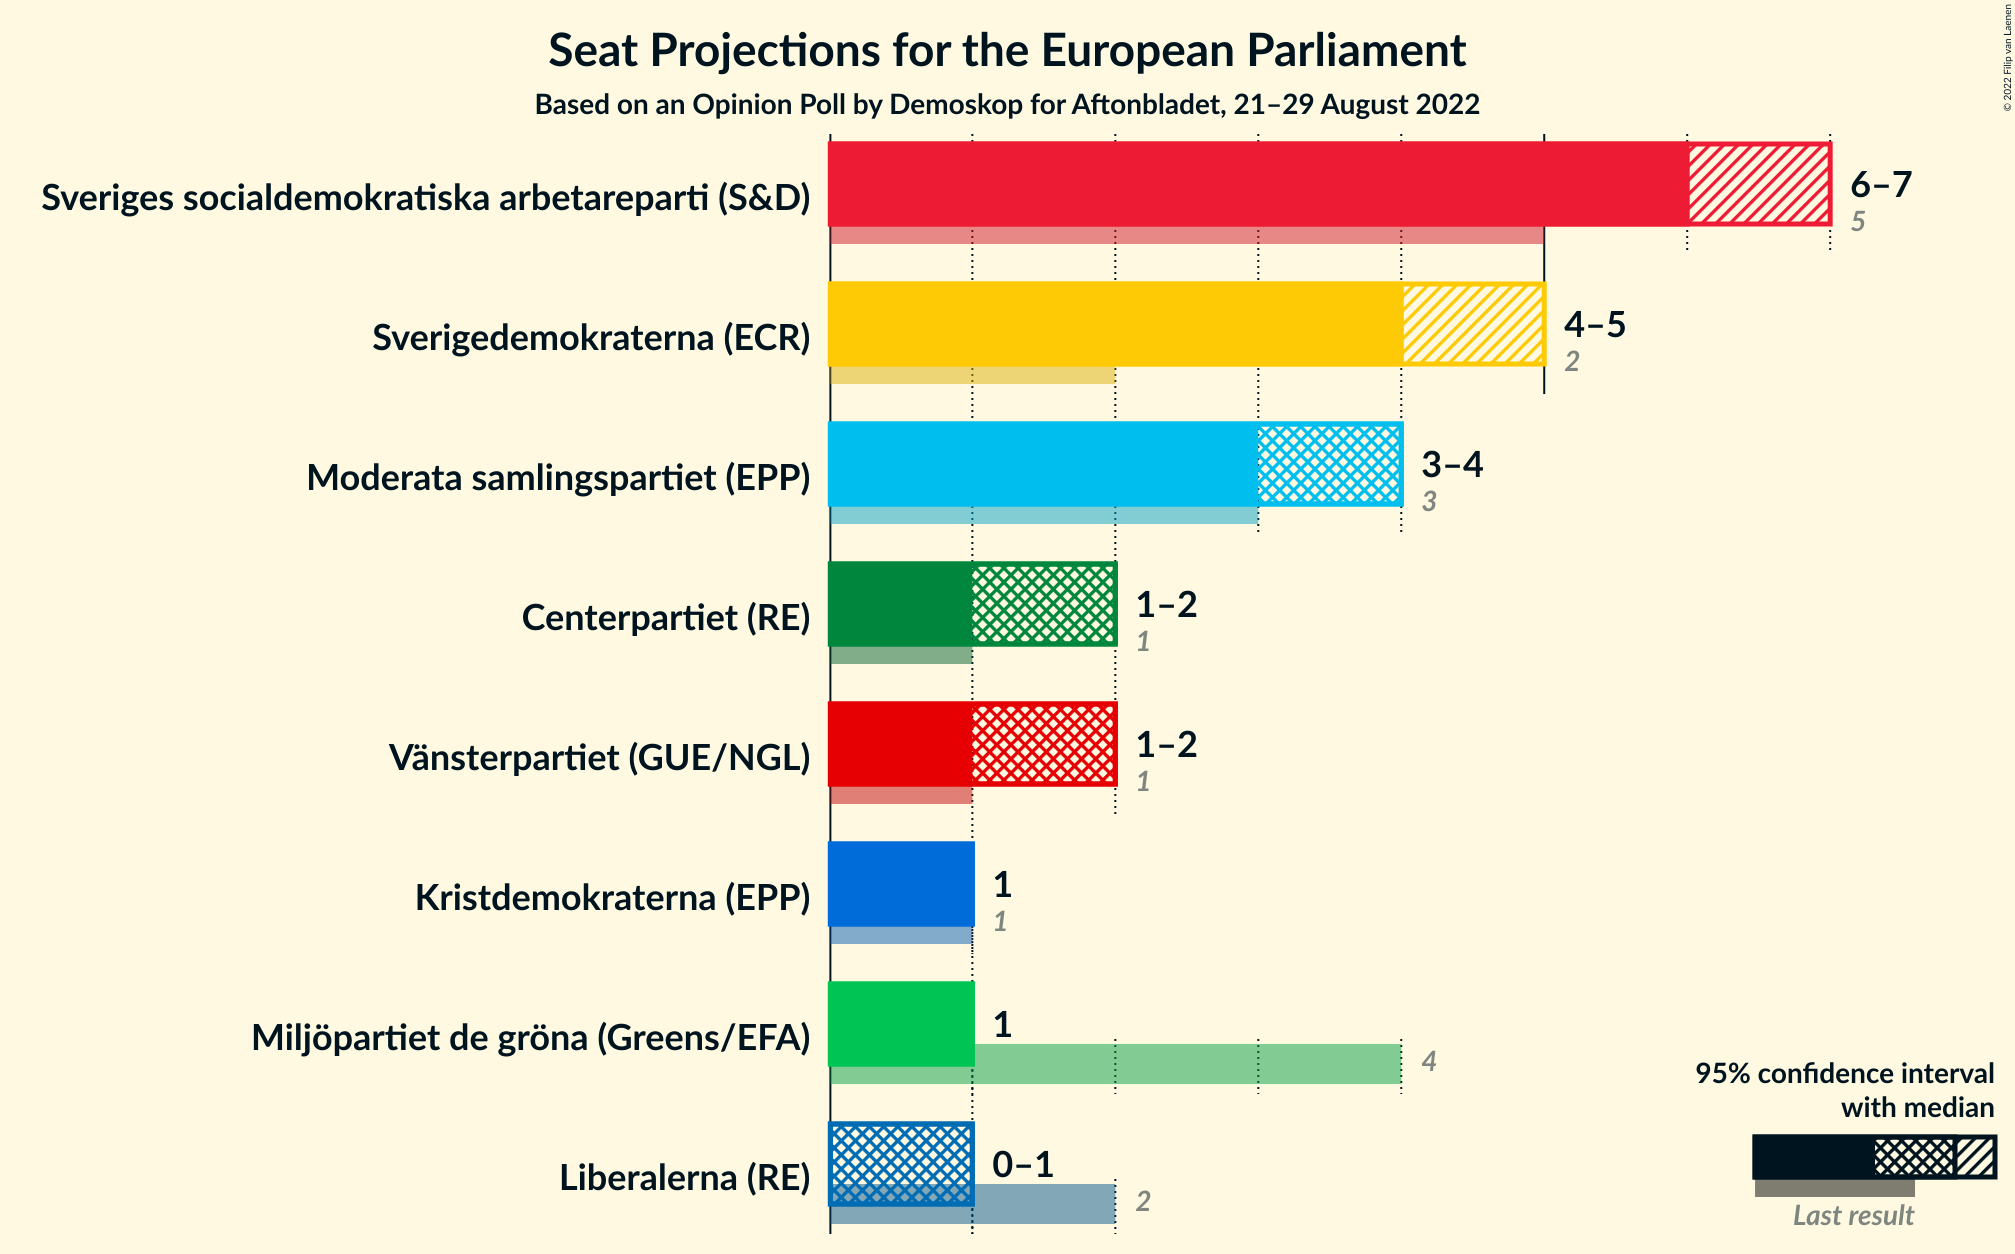 Seat Projections for the European Parliament
Based on an Opinion Poll by Demoskop for Aftonbladet, 21–29 August 2022
© 2022 Filip van Laenen
Sveriges socialdemokratiska arbetareparti (S&D)
6–7
5
Sverigedemokraterna (ECR)
4–5
2
Moderata samlingspartiet (EPP)
3–4
3
Centerpartiet (RE)
1–2
1
Vänsterpartiet (GUE/NGL)
1–2
1
Kristdemokraterna (EPP)
1
1
Miljöpartiet de gröna (Greens/EFA)
1
4
Liberalerna (RE)
0–1
2
95% confidence interval
with median
Last result